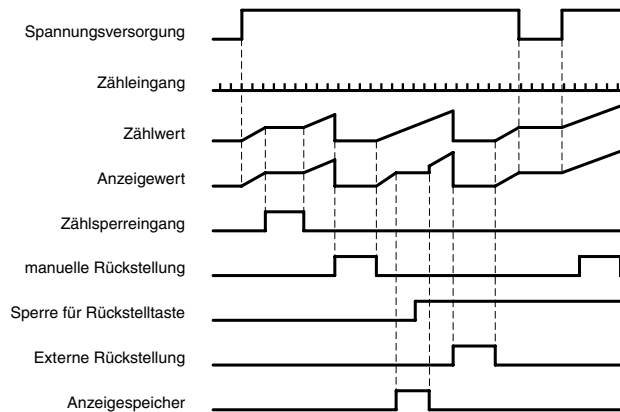 Spannungsversorgung
Zähleingang
Zählwert
Anzeigewert
Zählsperreingang
manuelle Rückstellung
Sperre für Rückstelltaste
Externe Rückstellung
Anzeigespeicher